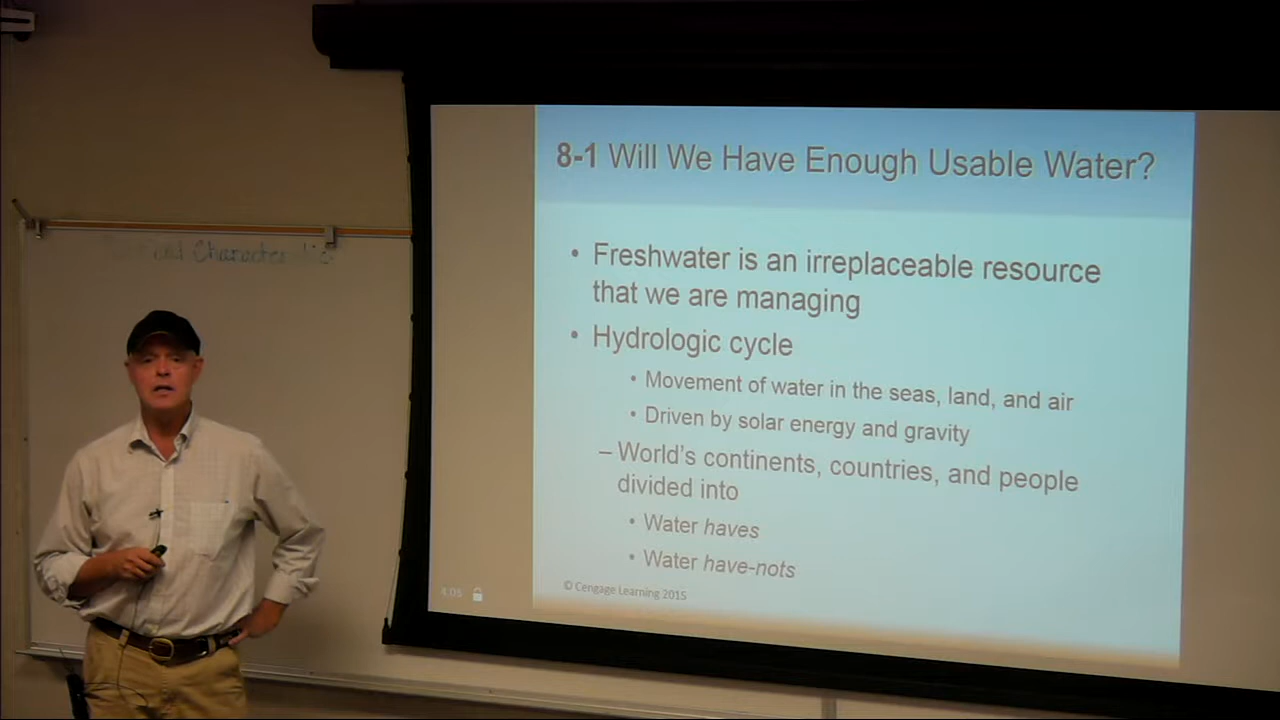 8-1 Will We Have Enough Usable Water?
• Freshwater is an irreplaceable resource
that we are managing
• Hydrologic cycle
• Movement of water in the seas, land, and air
• Driven by solar energy and gravity
– World's continents, countries, and people
divided into
• Water haves
• Water have-nots
© Cengage Learning 2015